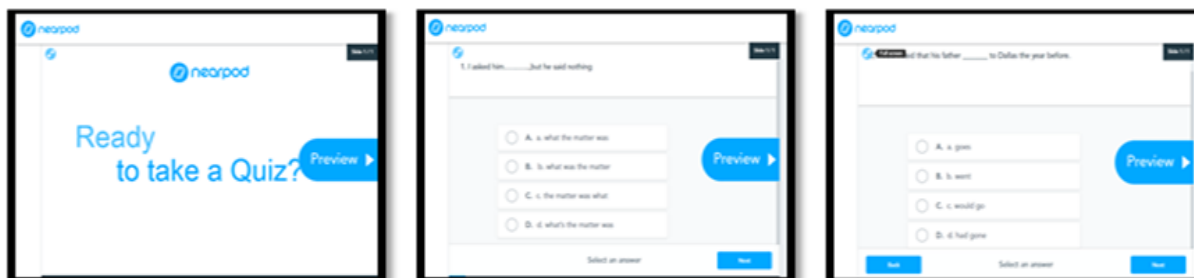 nearpod
nearpod
Ready
to take a Quiz?
Preview
nearpod
1. I asked him ........., but he said nothing.
A. a. what the matter was
B. b. what was the matter
C. c. the matter was what
D. d. what's the matter was
Preview
Select an answer
Next
nearpod
that his father ______ to Dallas the year before.
A. a. goes
B. b. went
C. c. would go
D. d. had gone
Preview
Back
Select an answer
Next